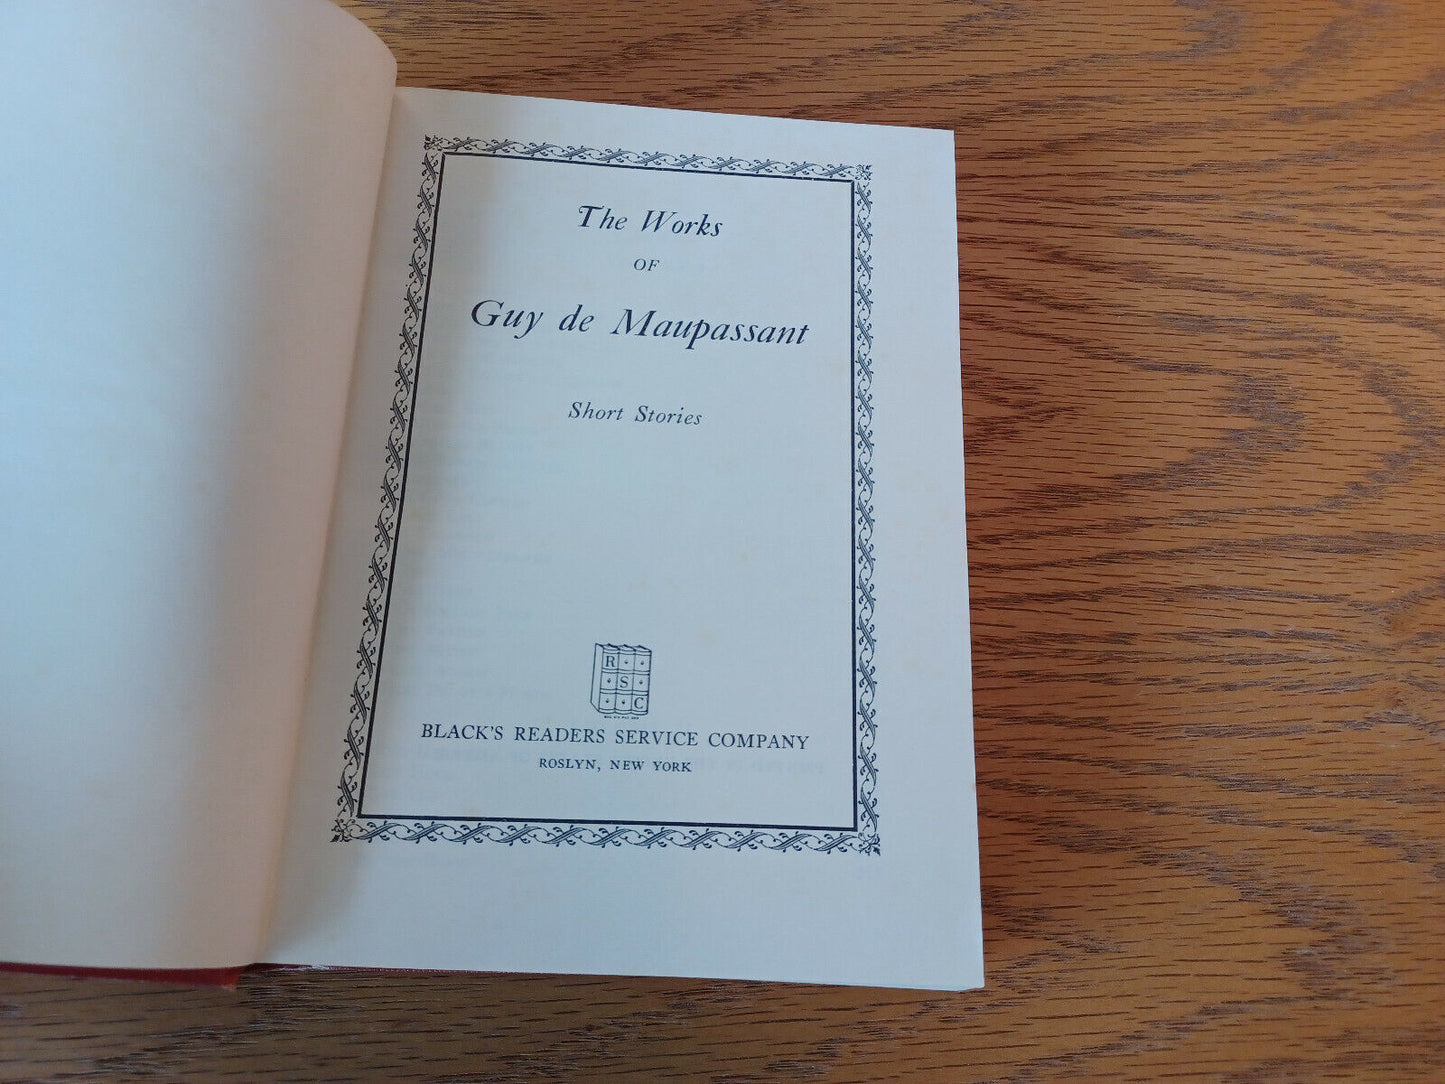 The Works
OF
Guy de Maupassant
Short Stories
R
S
C
BLACK'S READERS SERVICE COMPANY
ROSLYN, NEW YORK